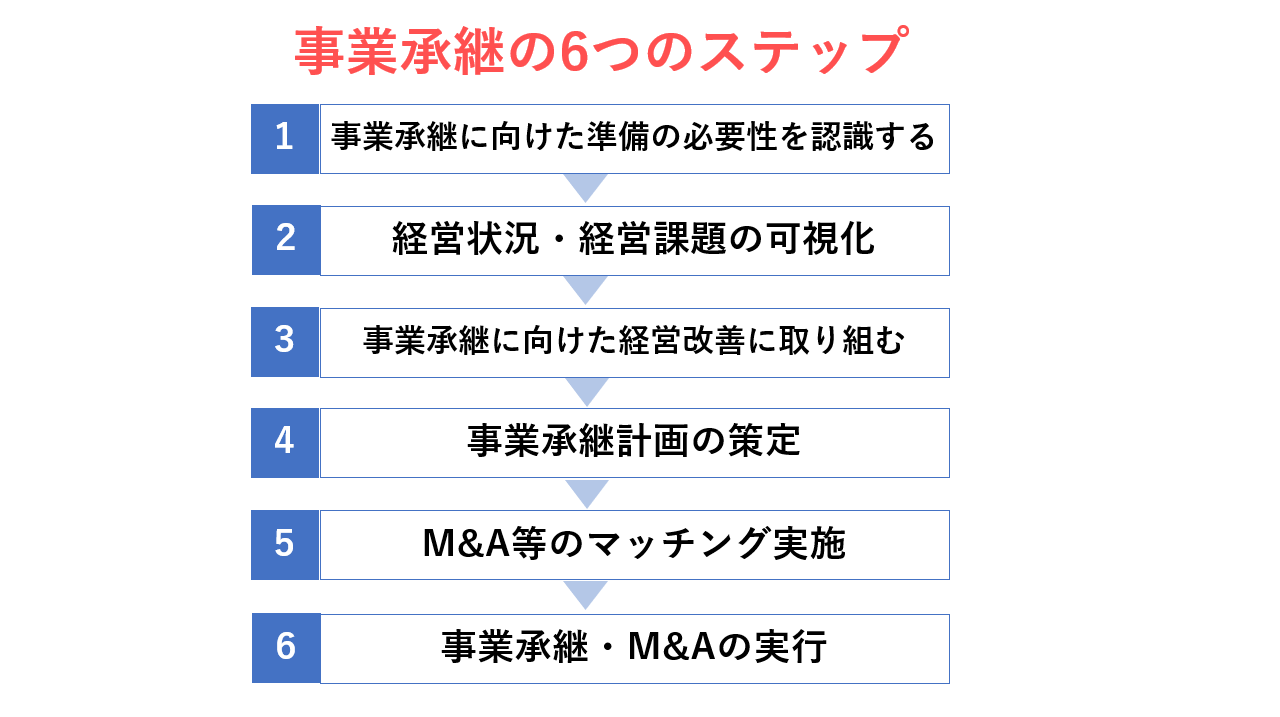 事業承継の6つのステップ
1 事業承継に向けた準備の必要性を認識する
2 経営状況・経営課題の可視化
3 事業承継に向けた経営改善に取り組む
4 事業承継計画の策定
5 M&A等のマッチング実施
6 事業承継・M&Aの実行